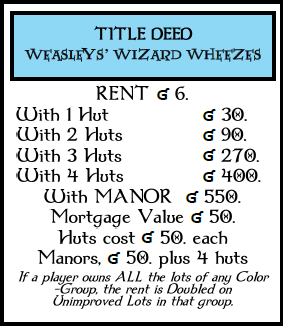 TITLE DEED
WEASLEYS' WIZARD WHEEZES
RENT G 6.
With 1 Hut G 30.
With 2 Huts G 90.
With 3 Huts G 270.
With 4 Huts G 400.
With MANOR G 550.
Mortgage Value G 50.
Huts cost G 50. each
Manors, G 50. plus 4 huts
If a player owns ALL the lots of any Color
-Group, the rent is Doubled on
Unimproved Lots in that group.